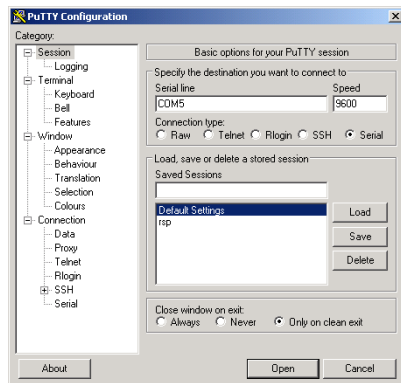 PuTTY Configuration
Category:
Session
Logging
Terminal
Keyboard
Bell
Features
Window
Appearance
Behaviour
Translation
Selection
Colours
Connection
Data
Proxy
Telnet
Rlogin
SSH
Serial
Basic options for your PuTTY session
Specify the destination you want to connect to
Serial line Speed
COM5 9600
Connection type:
Raw Telnet Rlogin SSH Serial
Load, save or delete a stored session
Saved Sessions
Default Settings
rsp
Load
Save
Delete
Close window on exit:
Always Never Only on clean exit
About Open Cancel